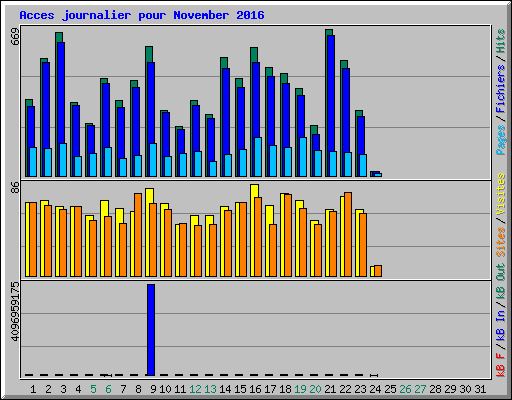 Acces journalier pour November 2016
669
86
4096959175
Pages/Fichiers/Hits
Sites/Visites
kB F/kB In/kB Out
1 2 3 4 5 6 7 8 9 10 11 12 13 14 15 16 17 18 19 20 21 22 23 24 25 26 27 28 29 30 31